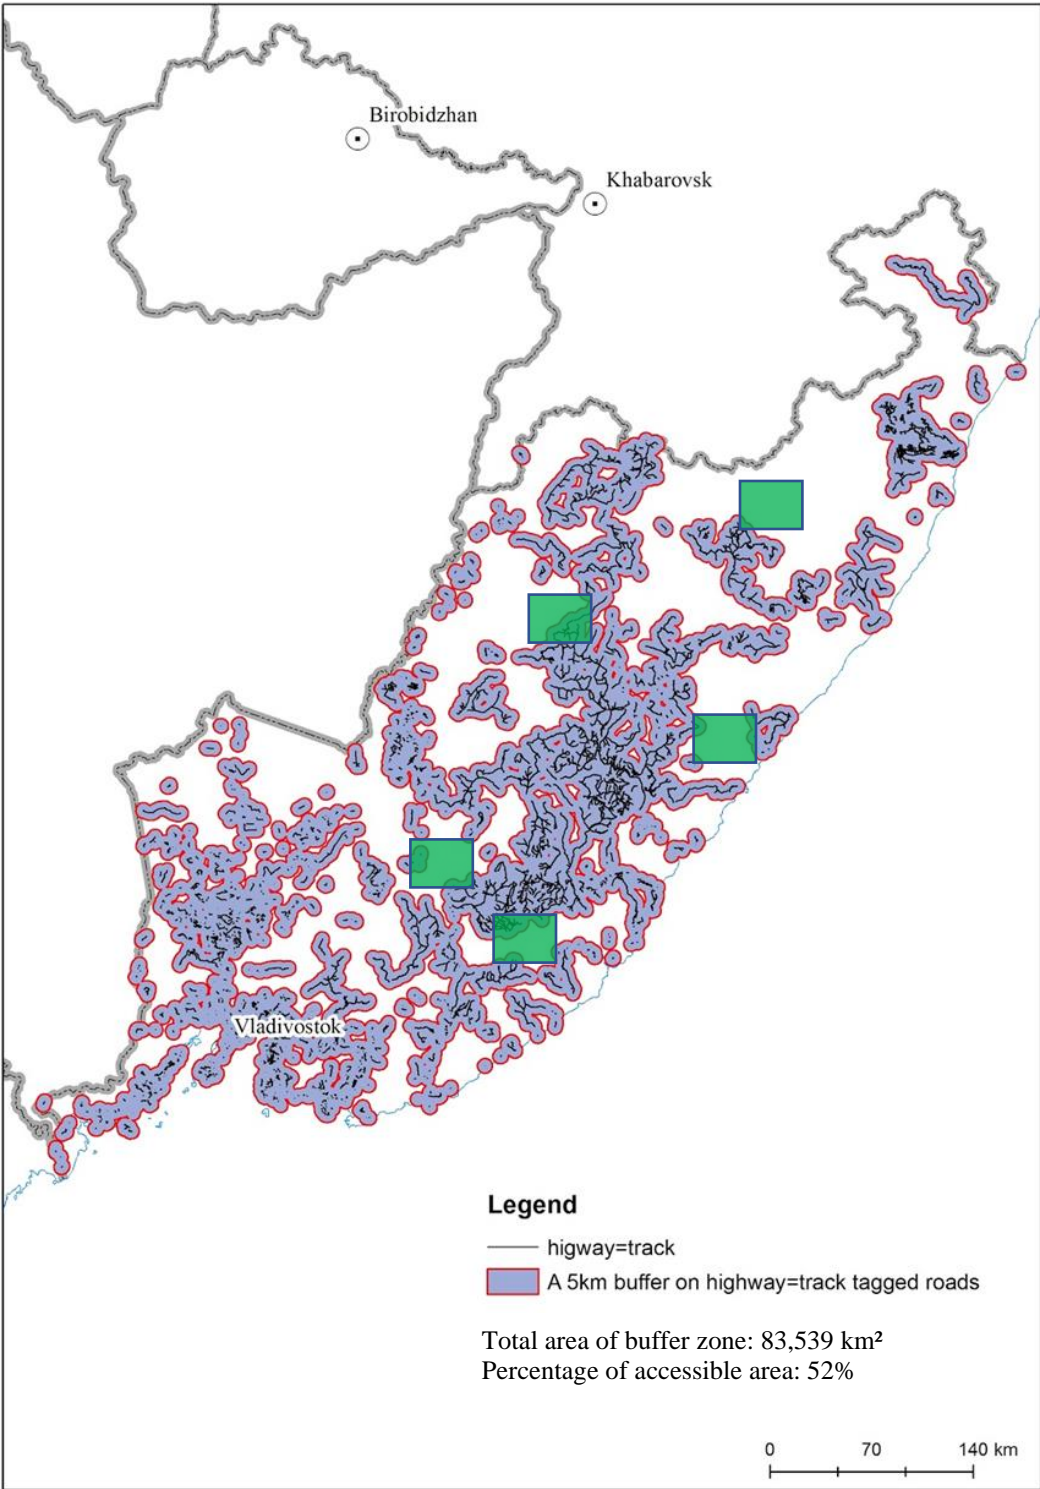 Birobidzhan
Khabarovsk
Vladivostok
Legend
higway=track
A 5km buffer on highway=track tagged roads
Total area of buffer zone: 83,539 km²
Percentage of accessible area: 52%
0 70 140 km